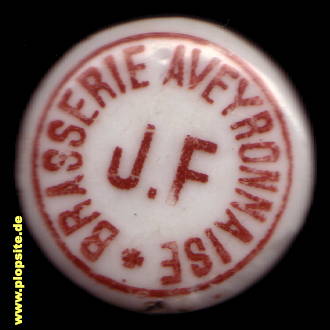 BRASSERIE AVEYRONNAISE *
J.F
www.plopsite.de